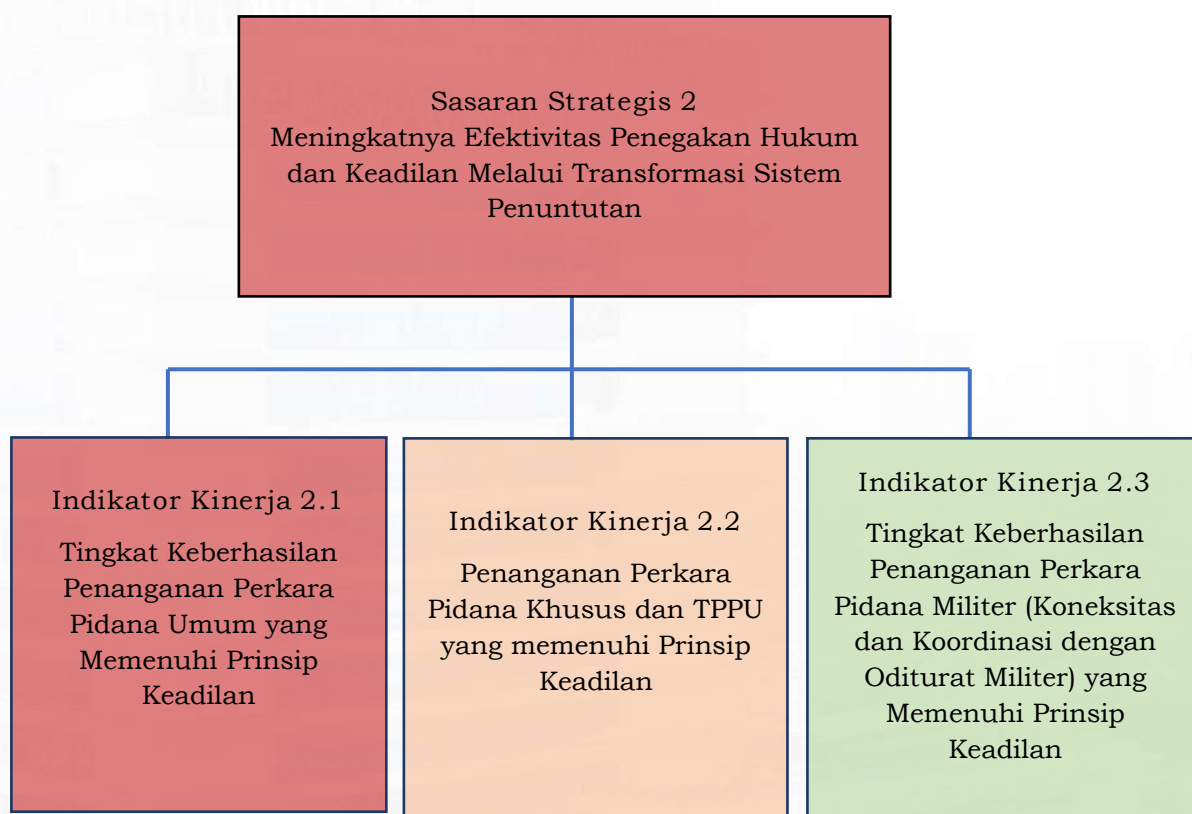 Sasaran Strategis 2
Meningkatnya Efektivitas Penegakan Hukum
dan Keadilan Melalui Transformasi Sistem
Penuntutan
Indikator Kinerja 2.1
Tingkat Keberhasilan
Penanganan Perkara
Pidana Umum yang
Memenuhi Prinsip
Keadilan
Indikator Kinerja 2.2
Penanganan Perkara
Pidana Khusus dan TPPU
yang memenuhi Prinsip
Keadilan
Indikator Kinerja 2.3
Tingkat Keberhasilan
Penanganan Perkara
Pidana Militer (Koneksitas
dan Koordinasi dengan
Oditurat Militer) yang
Memenuhi Prinsip
Keadilan